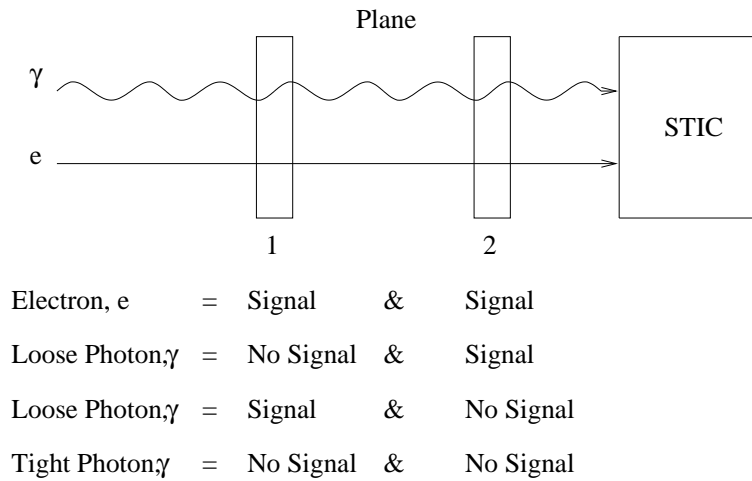 Plane
γ
STIC
e
1 2
Electron, e = Signal & Signal
Loose Photon,γ = No Signal & Signal
Loose Photon,γ = Signal & No Signal
Tight Photon,γ = No Signal & No Signal